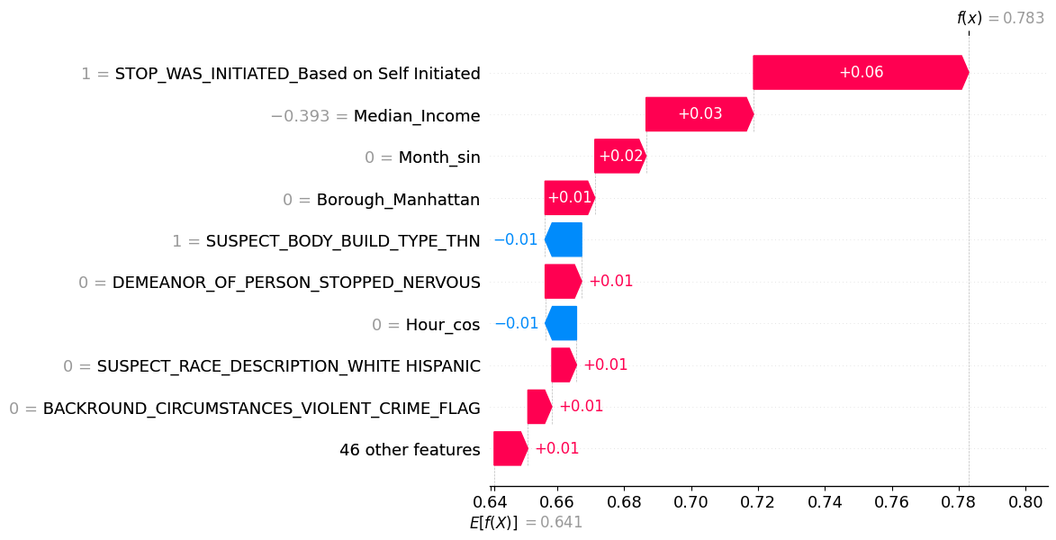 f(x) = 0.783
1 = STOP_WAS_INITIATED_Based on Self Initiated
+0.06
−0.393 = Median_Income
+0.03
0 = Month_sin
+0.02
0 = Borough_Manhattan
+0.01
1 = SUSPECT_BODY_BUILD_TYPE_THN
−0.01
0 = DEMEANOR_OF_PERSON_STOPPED_NERVOUS
+0.01
0 = Hour_cos
−0.01
0 = SUSPECT_RACE_DESCRIPTION_WHITE HISPANIC
+0.01
0 = BACKROUND_CIRCUMSTANCES_VIOLENT_CRIME_FLAG
+0.01
46 other features
+0.01
0.64 0.66 0.68 0.70 0.72 0.74 0.76 0.78 0.80
E[f(X)] = 0.641